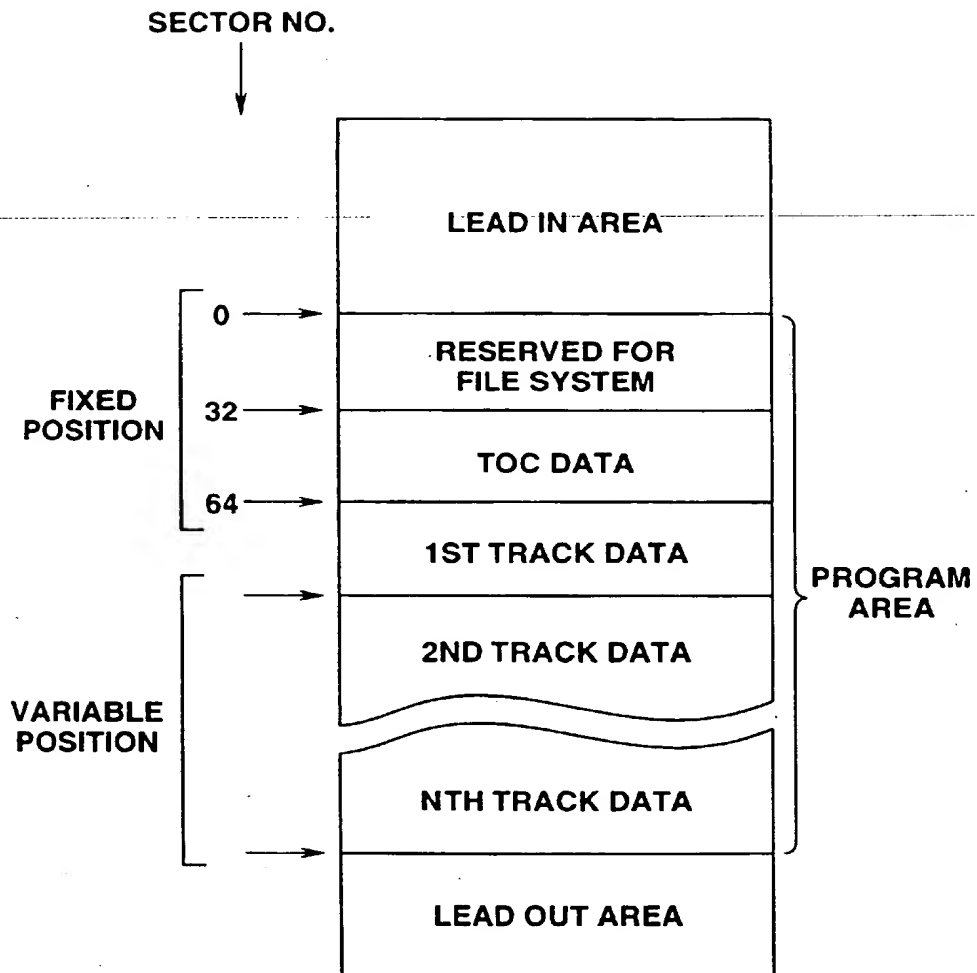 SECTOR NO.
LEAD IN AREA
0
RESERVED FOR
FILE SYSTEM
FIXED
POSITION
32
TOC DATA
64
1ST TRACK DATA
PROGRAM
AREA
2ND TRACK DATA
VARIABLE
POSITION
NTH TRACK DATA
LEAD OUT AREA